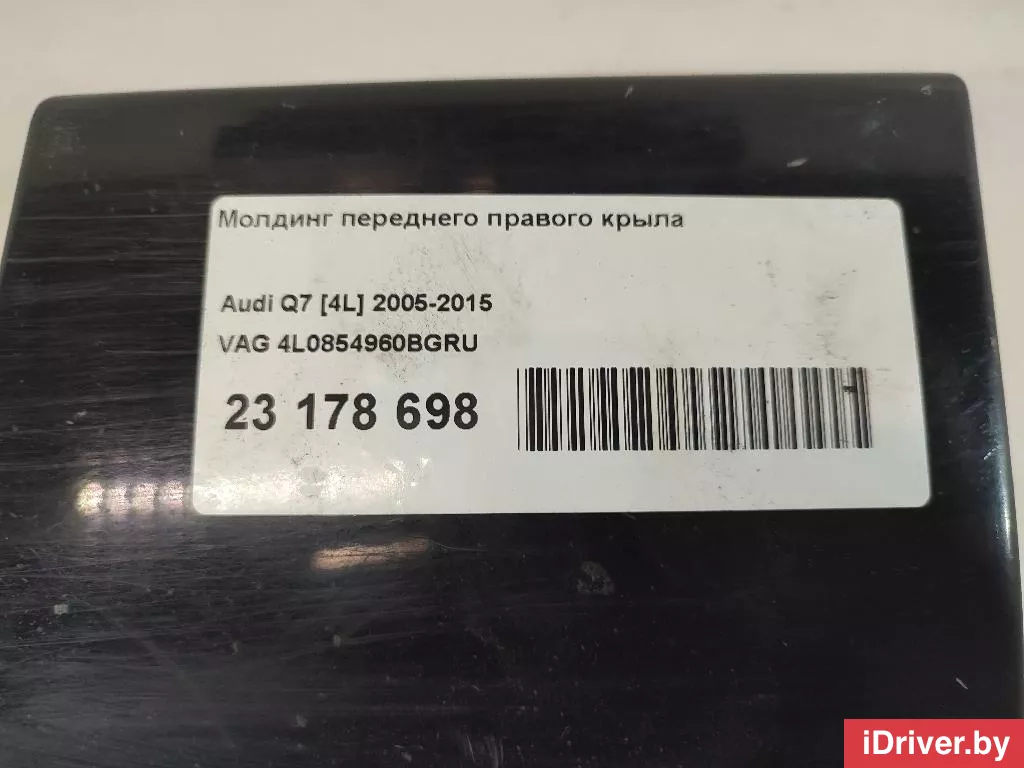 Молдинг переднего правого крыла
Audi Q7 [4L] 2005-2015
VAG 4L0854960BGRU
23 178 698
iDriver.by